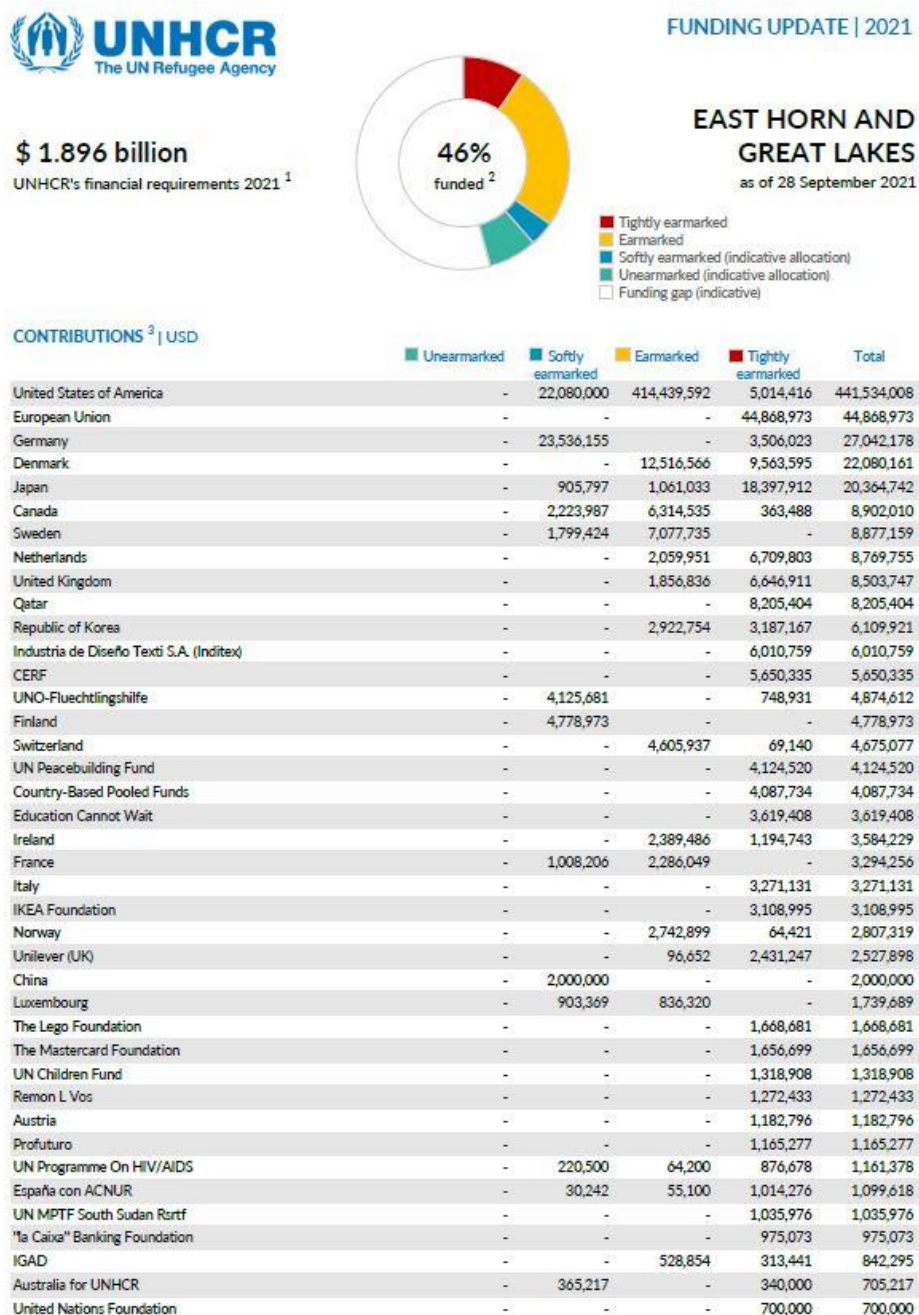 UNHCR
The UN Refugee Agency
FUNDING UPDATE | 2021
$ 1.896 billion
UNHCR's financial requirements 2021 1
46%
funded 2
EAST HORN AND
GREAT LAKES
as of 28 September 2021
Tightly earmarked
Earmarked
Softly earmarked (indicative allocation)
Unearmarked (indicative allocation)
Funding gap (indicative)
CONTRIBUTIONS 3 | USD
Unearmarked Softly earmarked Earmarked Tightly earmarked Total
United States of America - 22,080,000 414,439,592 5,014,416 441,534,008
European Union - - - 44,868,973 44,868,973
Germany - 23,536,155 - 3,506,023 27,042,178
Denmark - - 12,516,566 9,563,595 22,080,161
Japan - 905,797 1,061,033 18,397,912 20,364,742
Canada - 2,223,987 6,314,535 363,488 8,902,010
Sweden - 1,799,424 7,077,735 - 8,877,159
Netherlands - - 2,059,951 6,709,803 8,769,755
United Kingdom - - 1,856,836 6,646,911 8,503,747
Qatar - - - 8,205,404 8,205,404
Republic of Korea - - 2,922,754 3,187,167 6,109,921
Industria de Diseño Texti S.A. (Inditex) - - - 6,010,759 6,010,759
CERF - - - 5,650,335 5,650,335
UNO-Fluechtlingshilfe - 4,125,681 - 748,931 4,874,612
Finland - 4,778,973 - - 4,778,973
Switzerland - - 4,605,937 69,140 4,675,077
UN Peacebuilding Fund - - - 4,124,520 4,124,520
Country-Based Pooled Funds - - - 4,087,734 4,087,734
Education Cannot Wait - - - 3,619,408 3,619,408
Ireland - - 2,389,486 1,194,743 3,584,229
France - 1,008,206 2,286,049 - 3,294,256
Italy - - - 3,271,131 3,271,131
IKEA Foundation - - - 3,108,995 3,108,995
Norway - - 2,742,899 64,421 2,807,319
Unilever (UK) - - 96,652 2,431,247 2,527,898
China - 2,000,000 - - 2,000,000
Luxembourg - 903,369 836,320 - 1,739,689
The Lego Foundation - - - 1,668,681 1,668,681
The Mastercard Foundation - - - 1,656,699 1,656,699
UN Children Fund - - - 1,318,908 1,318,908
Remon L Vos - - - 1,272,433 1,272,433
Austria - - - 1,182,796 1,182,796
Profuturo - - - 1,165,277 1,165,277
UN Programme On HIV/AIDS - 220,500 64,200 876,678 1,161,378
España con ACNUR - 30,242 55,100 1,014,276 1,099,618
UN MPTF South Sudan Rsrtf - - - 1,035,976 1,035,976
"la Caixa" Banking Foundation - - - 975,073 975,073
IGAD - - 528,854 313,441 842,295
Australia for UNHCR - 365,217 - 340,000 705,217
United Nations Foundation - - - 700,000 700,000